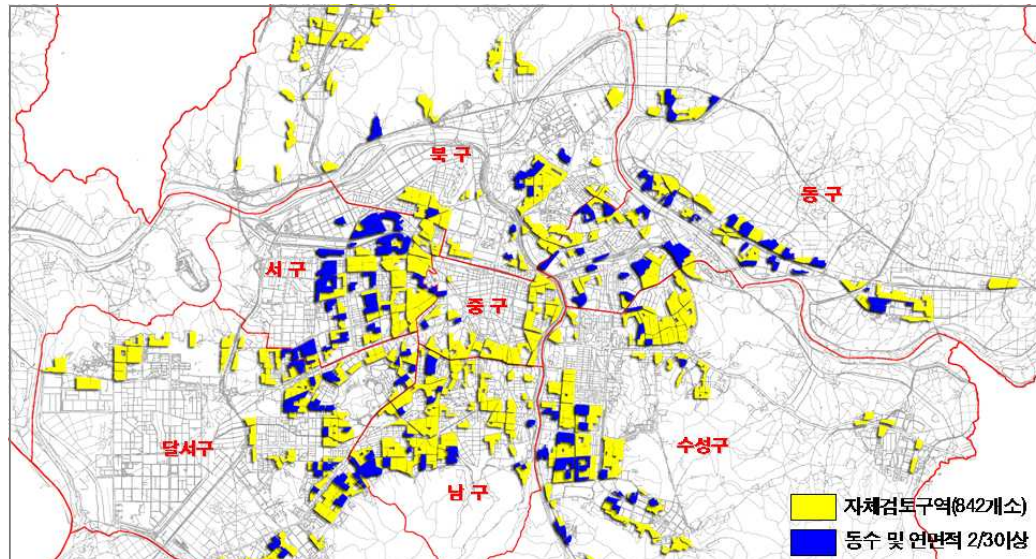 북구
동구
서구
중구
달서구
수성구
남구
자체검토구역(842개소)
동수 및 연면적 2/3이상